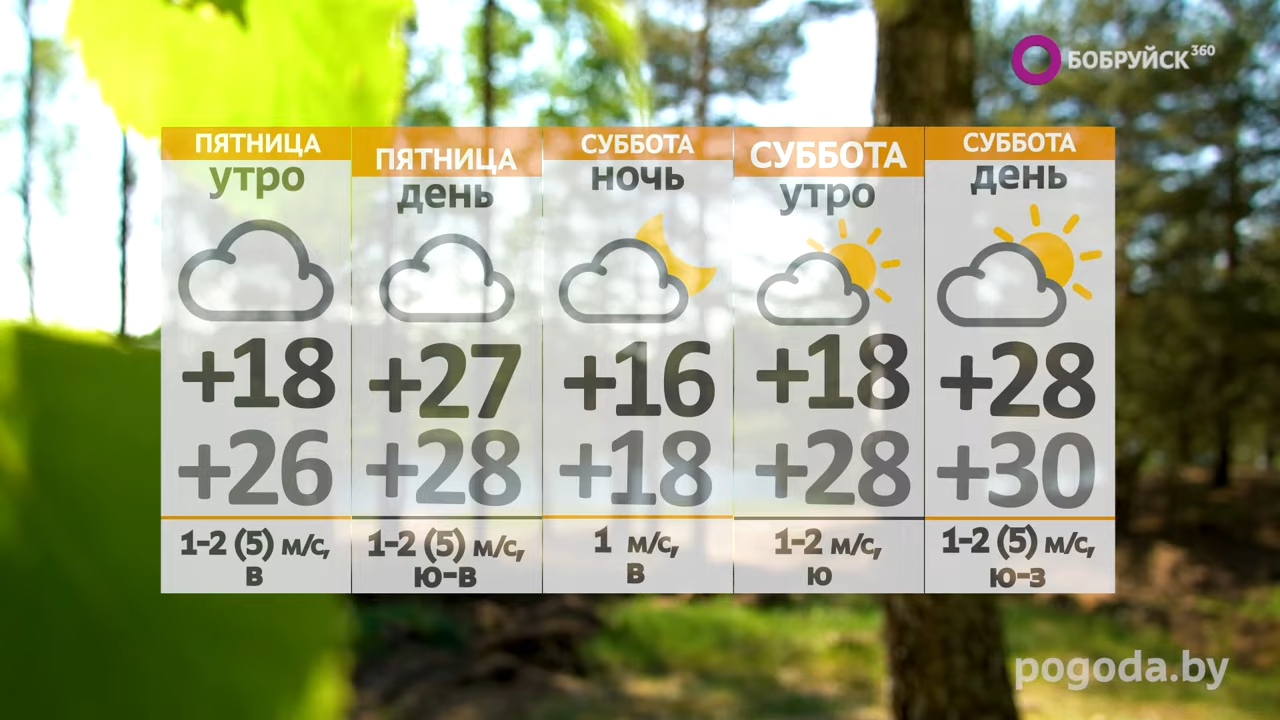 БОБРУЙСК360
ПЯТНИЦА
утро
+18
+26
1-2 (5) м/с,
в
ПЯТНИЦА
день
+27
+28
1-2 (5) м/с,
ю-в
СУББОТА
ночь
+16
+18
1 м/с,
в
СУББОТА
утро
+18
+28
1-2 м/с,
ю
СУББОТА
день
+28
+30
1-2 (5) м/с,
ю-з
pogoda.by